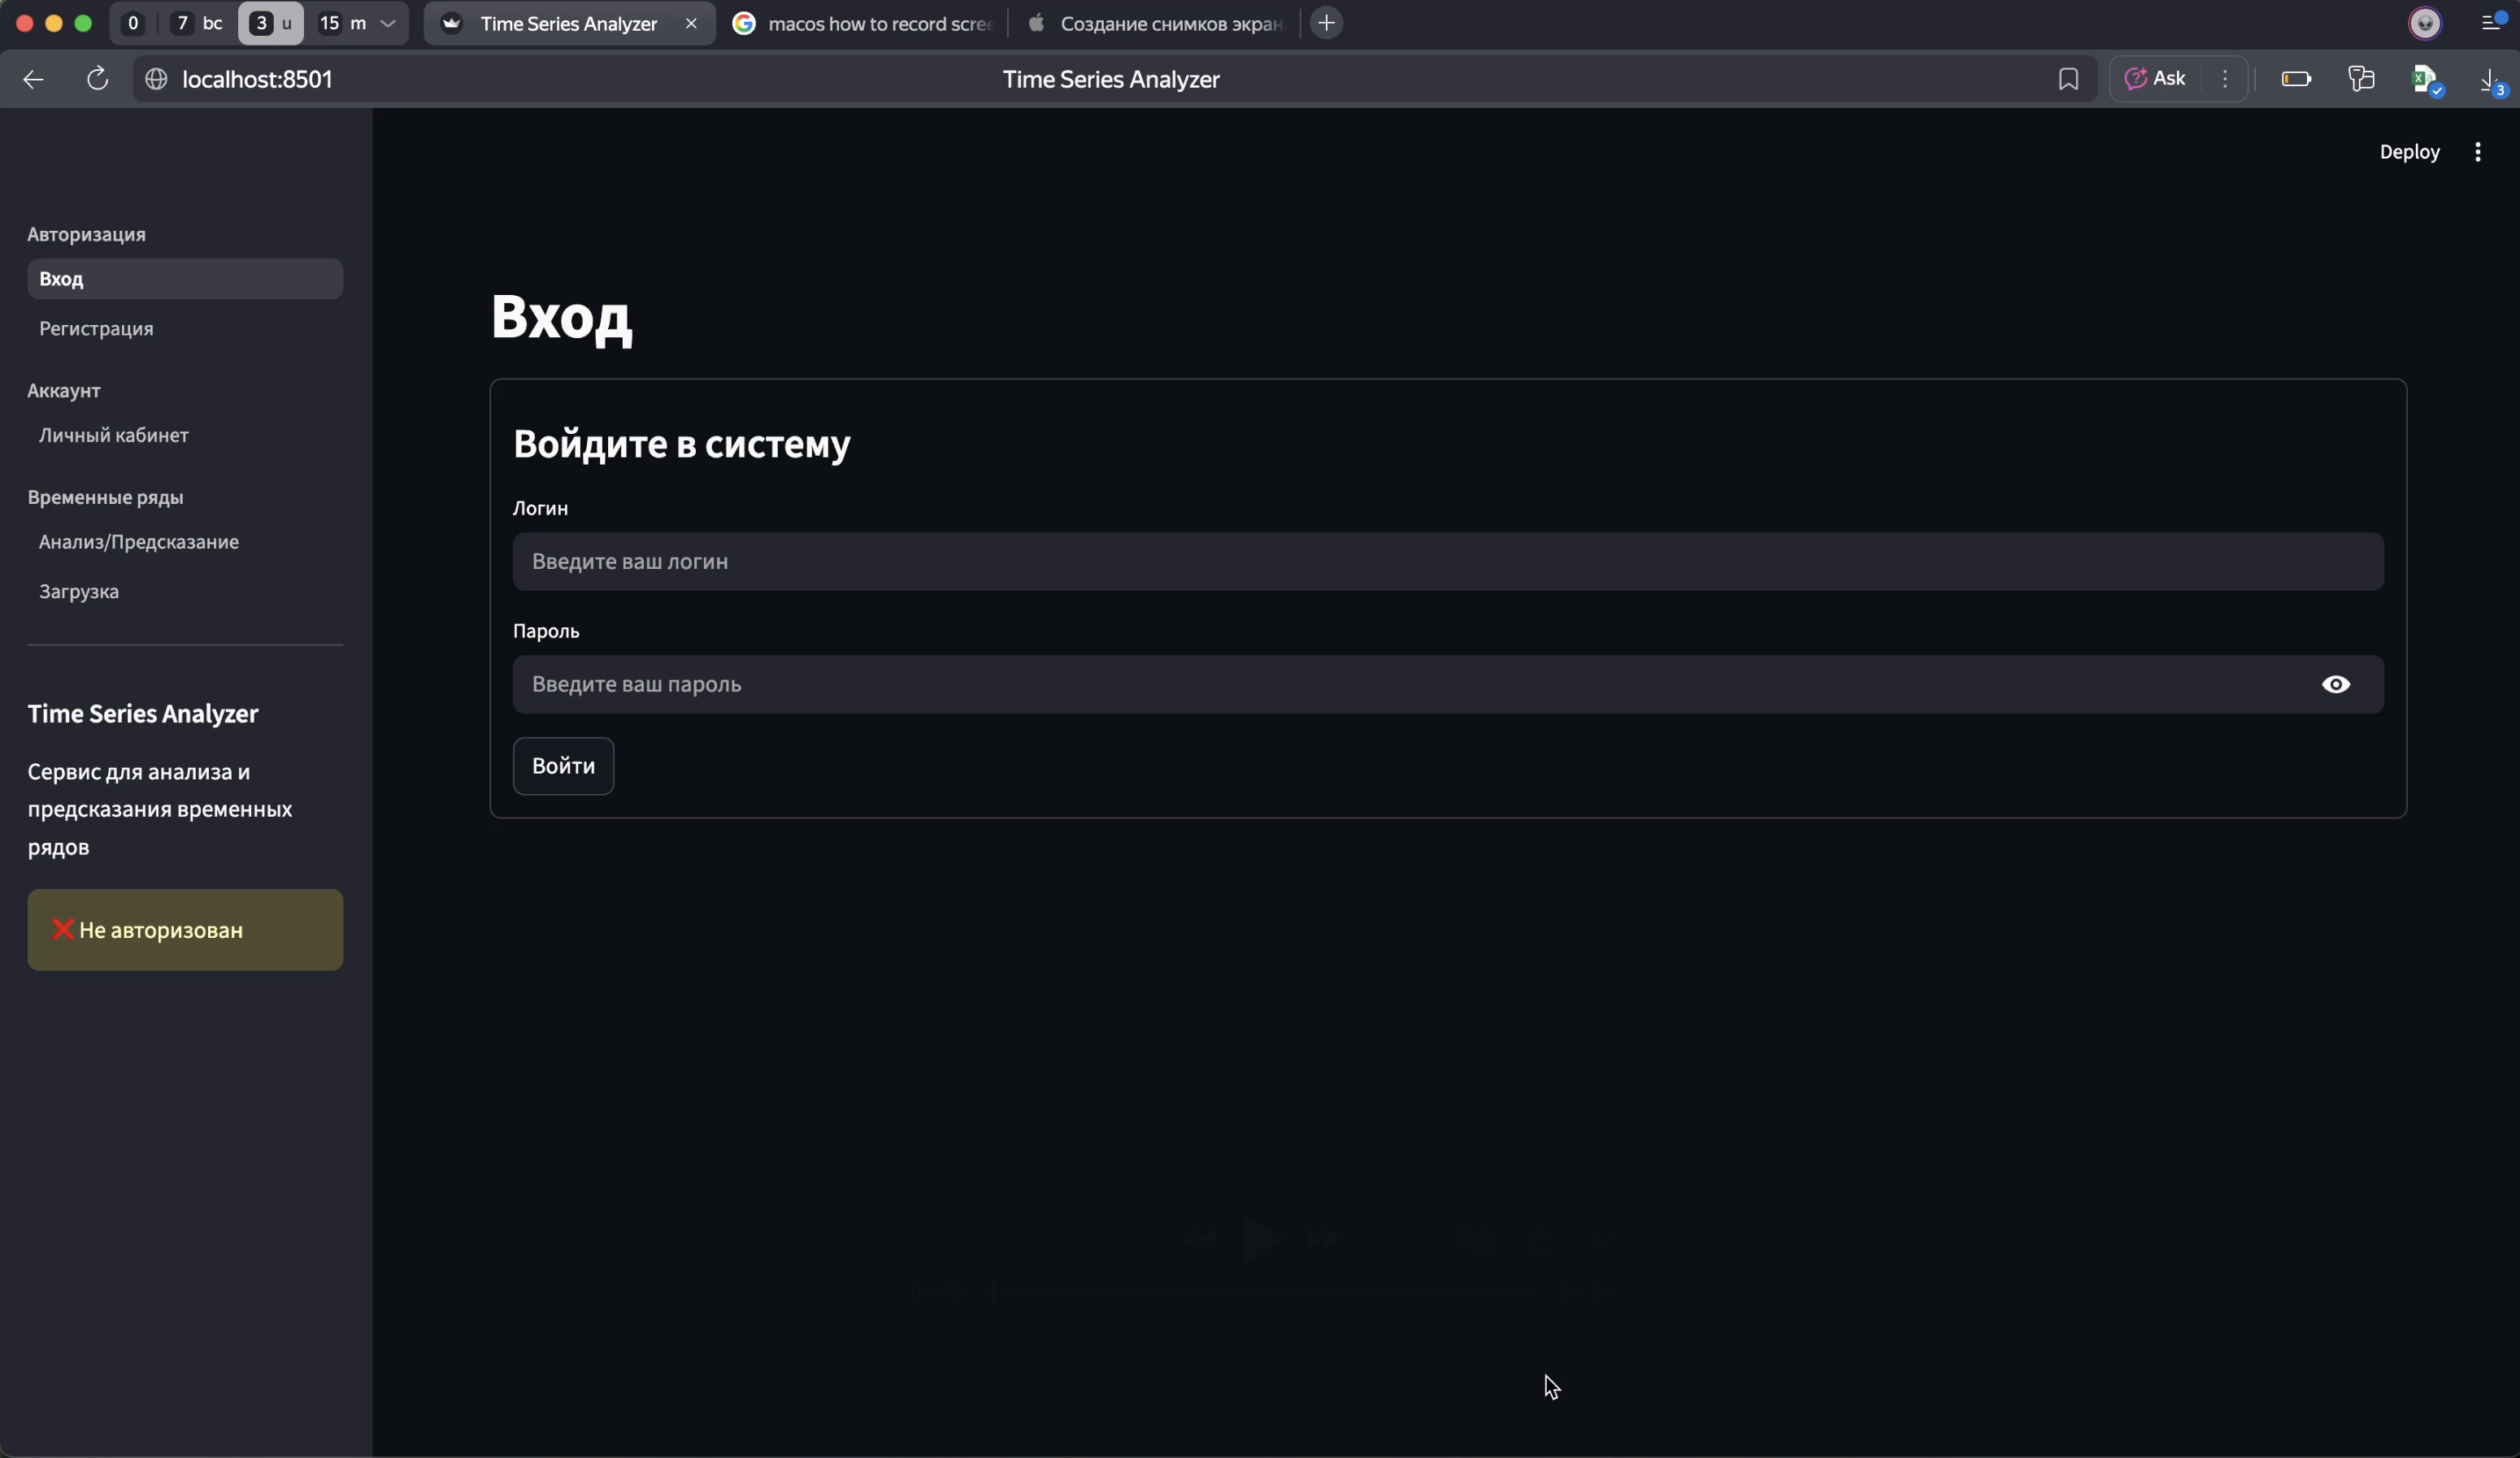 0
7 bc
3 u
15 m
Time Series Analyzer
macos how to record scree
Создание снимков экран
localhost:8501
Time Series Analyzer
Ask
3
Deploy
Авторизация
Вход
Регистрация
Аккаунт
Личный кабинет
Временные ряды
Анализ/Предсказание
Загрузка
Time Series Analyzer
Сервис для анализа и
предсказания временных
рядов
❌ Не авторизован
Вход
Войдите в систему
Логин
Введите ваш логин
Пароль
Введите ваш пароль
Войти